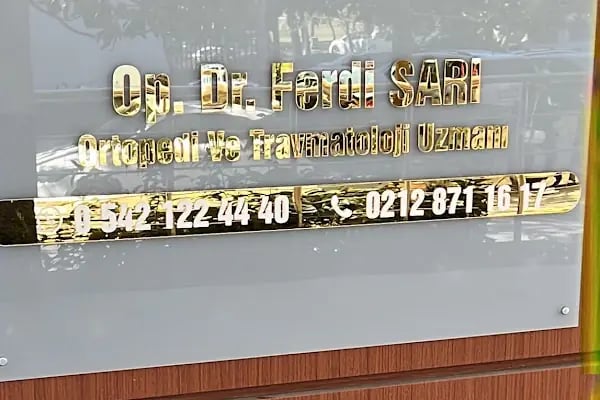 Op. Dr. Ferdi SARI
Ortopedi Ve Travmatoloji Uzmanı
0 542 122 44 40 0212 871 16 17